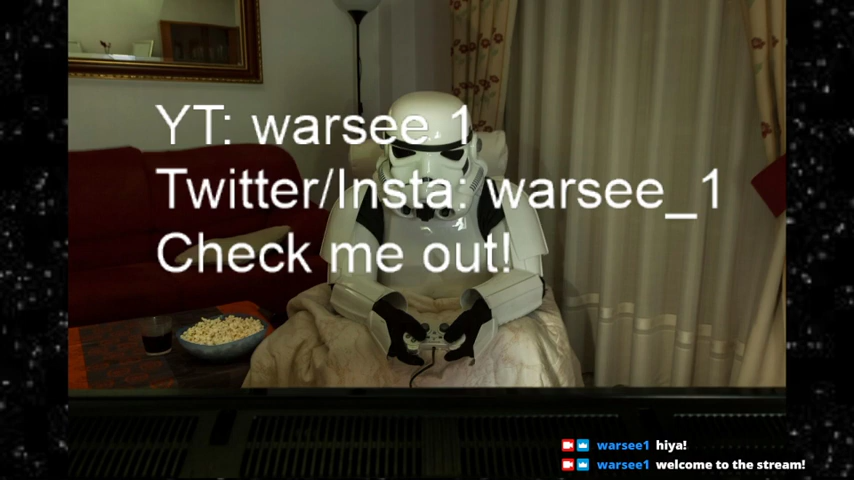 YT: warsee 1
Twitter/Insta: warsee_1
Check me out!
warsee1 hiya!
warsee1 welcome to the stream!